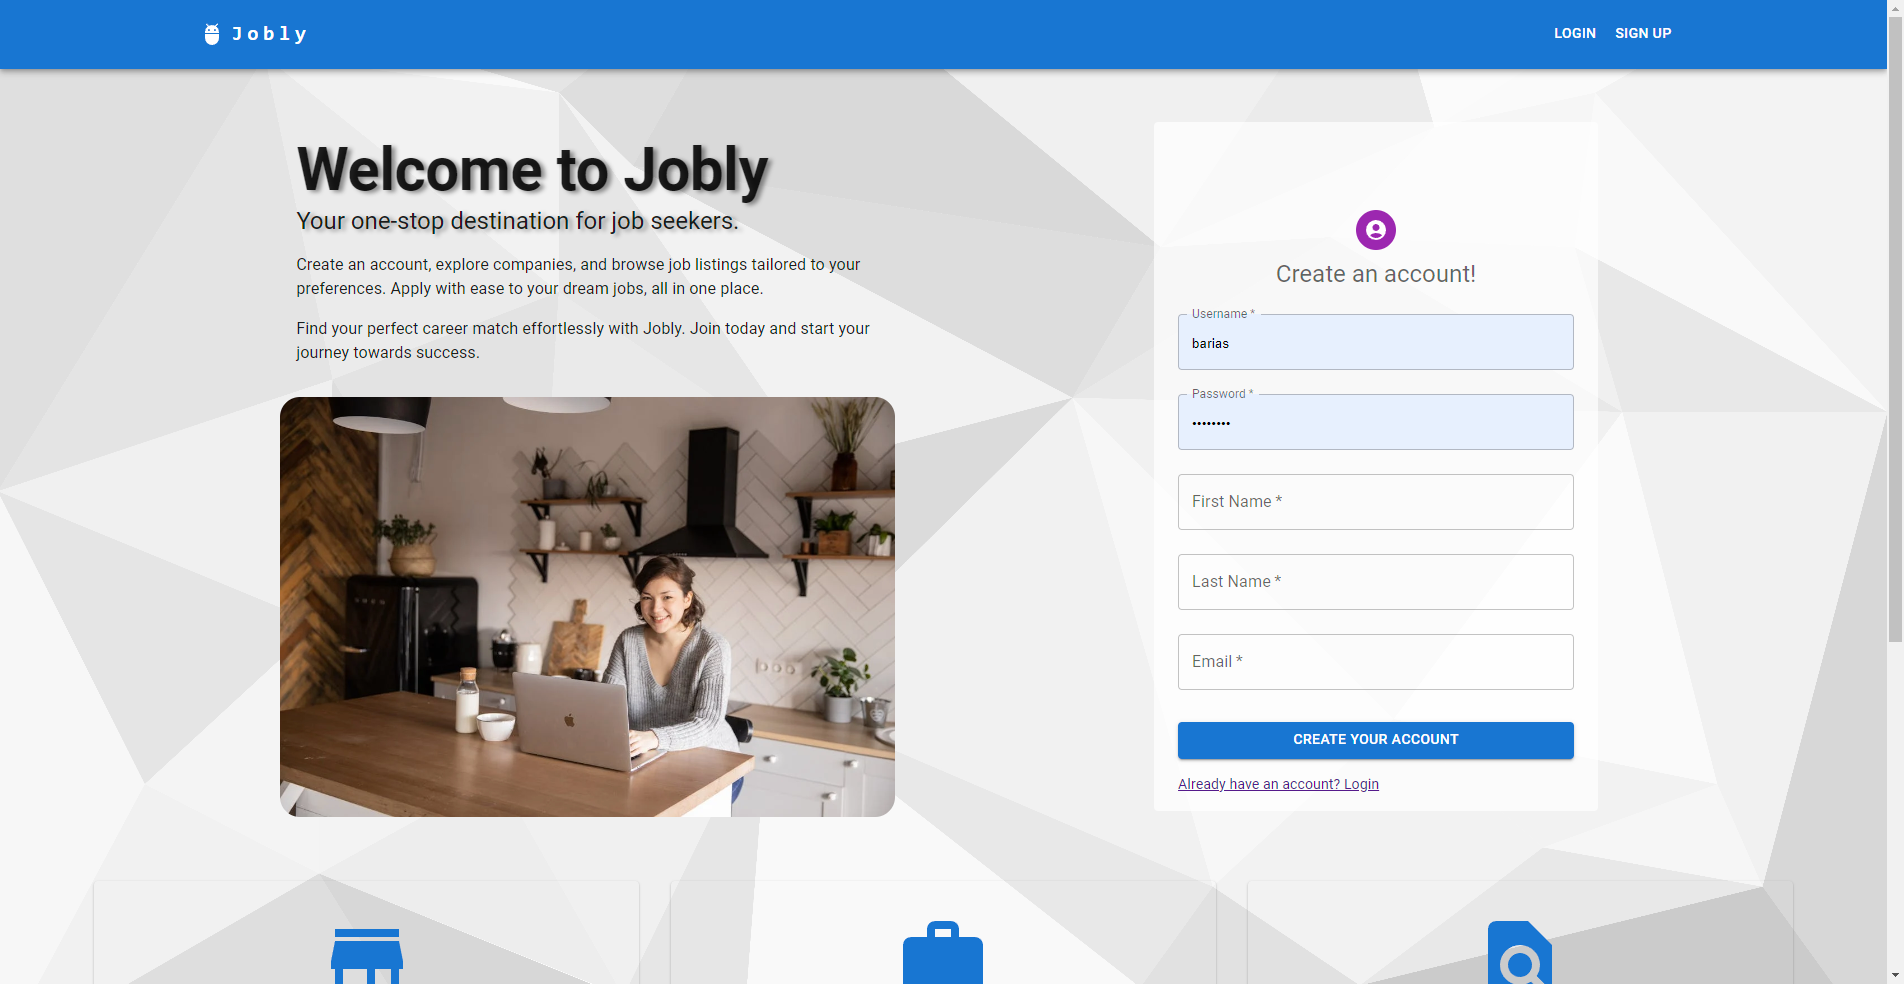 Jobly
LOGIN SIGN UP
Welcome to Jobly
Your one-stop destination for job seekers.
Create an account, explore companies, and browse job listings tailored to your
preferences. Apply with ease to your dream jobs, all in one place.
Find your perfect career match effortlessly with Jobly. Join today and start your
journey towards success.
Create an account!
Username *
barias
Password *
••••••••
First Name *
Last Name *
Email *
CREATE YOUR ACCOUNT
Already have an account? Login